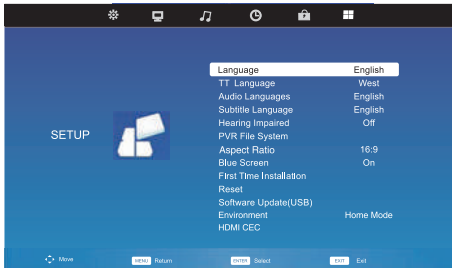 Language English
TT Language West
Audio Languages English
Subtitle Language English
Hearing Impaired Off
PVR File System
SETUP
Aspect Ratio 16:9
Blue Screen On
First Time Installation
Reset
Software Update(USB)
Environment Home Mode
HDMI CEC
Move MENU Return ENTER Select EXIT Exit